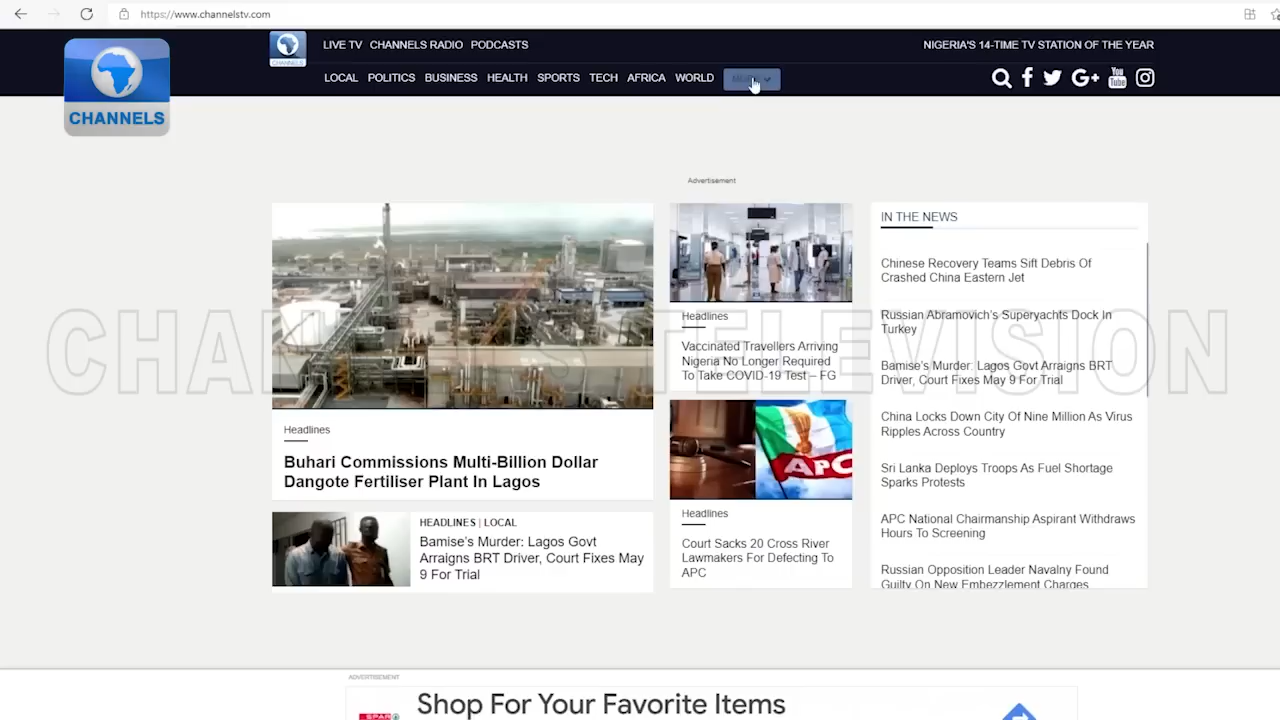 https://www.channelstv.com
CHANNELS
CHANNELS
LIVE TV CHANNELS RADIO PODCASTS
NIGERIA'S 14-TIME TV STATION OF THE YEAR
LOCAL POLITICS BUSINESS HEALTH SPORTS TECH AFRICA WORLD
You
Tube
Advertisement
Headlines
Buhari Commissions Multi-Billion Dollar
Dangote Fertiliser Plant In Lagos
HEADLINES | LOCAL
Bamise's Murder: Lagos Govt
Arraigns BRT Driver, Court Fixes May
9 For Trial
Headlines
Vaccinated Travellers Arriving
Nigeria No Longer Required
To Take COVID-19 Test – FG
APC
Headlines
Court Sacks 20 Cross River
Lawmakers For Defecting To
APC
IN THE NEWS
Chinese Recovery Teams Sift Debris Of
Crashed China Eastern Jet
Russian Abramovich's Superyachts Dock In
Turkey
Bamise's Murder: Lagos Govt Arraigns BRT
Driver, Court Fixes May 9 For Trial
China Locks Down City Of Nine Million As Virus
Ripples Across Country
Sri Lanka Deploys Troops As Fuel Shortage
Sparks Protests
APC National Chairmanship Aspirant Withdraws
Hours To Screening
Russian Opposition Leader Navalny Found
Guilty On New Embezzlement Charges
CHANNELS TELEVISION
ADVERTISEMENT
Shop For Your Favorite Items
SPAR